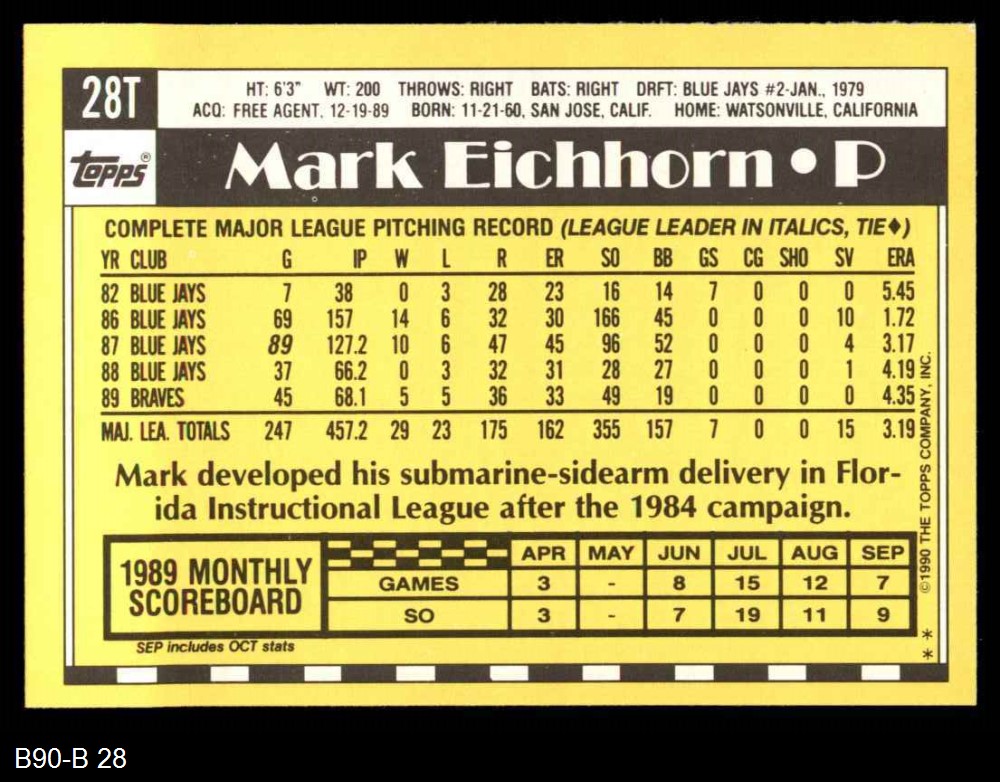 28T
HT: 6'3" WT: 200 THROWS: RIGHT BATS: RIGHT DRFT: BLUE JAYS #2-JAN., 1979
ACQ: FREE AGENT, 12-19-89 BORN: 11-21-60, SAN JOSE, CALIF. HOME: WATSONVILLE, CALIFORNIA
topps®
Mark Eichhorn • P
COMPLETE MAJOR LEAGUE PITCHING RECORD (LEAGUE LEADER IN ITALICS, TIE♦)
YR CLUB G IP W L R ER SO BB GS CG SHO SV ERA
82 BLUE JAYS 7 38 0 3 28 23 16 14 7 0 0 0 5.45
86 BLUE JAYS 69 157 14 6 32 30 166 45 0 0 0 10 1.72
87 BLUE JAYS 89 127.2 10 6 47 45 96 52 0 0 0 4 3.17
88 BLUE JAYS 37 66.2 0 3 32 31 28 27 0 0 0 1 4.19
89 BRAVES 45 68.1 5 5 36 33 49 19 0 0 0 0 4.35
MAJ. LEA. TOTALS 247 457.2 29 23 175 162 355 157 7 0 0 15 3.19
Mark developed his submarine-sidearm delivery in Flor-
ida Instructional League after the 1984 campaign.
1989 MONTHLY
SCOREBOARD
APR MAY JUN JUL AUG SEP
GAMES 3 - 8 15 12 7
SO 3 - 7 19 11 9
SEP includes OCT stats
©1990 THE TOPPS COMPANY, INC.
**
B90-B 28